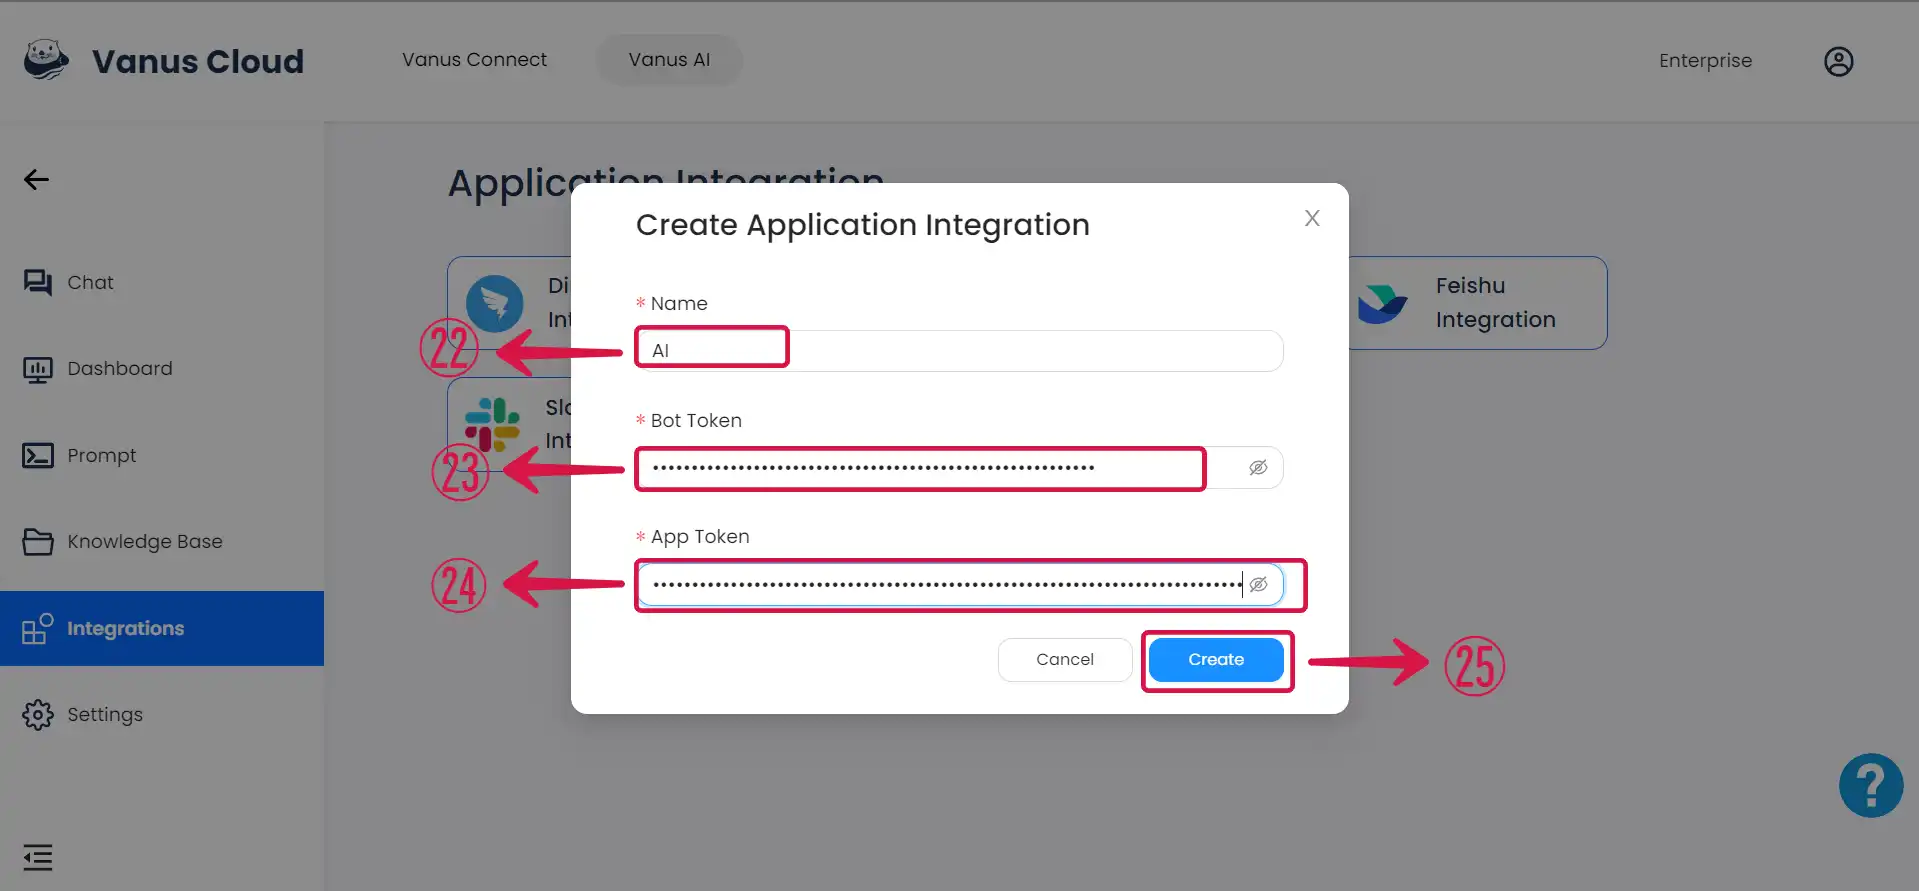 Vanus Cloud
Vanus Connect
Vanus AI
Enterprise
Application Integration
Create Application Integration
X
Chat
Dashboard
Prompt
Knowledge Base
Integrations
Settings
Di
Int
Slo
Int
Feishu
Integration
* Name
AI
22
* Bot Token
23
* App Token
24
Cancel
Create
25
?